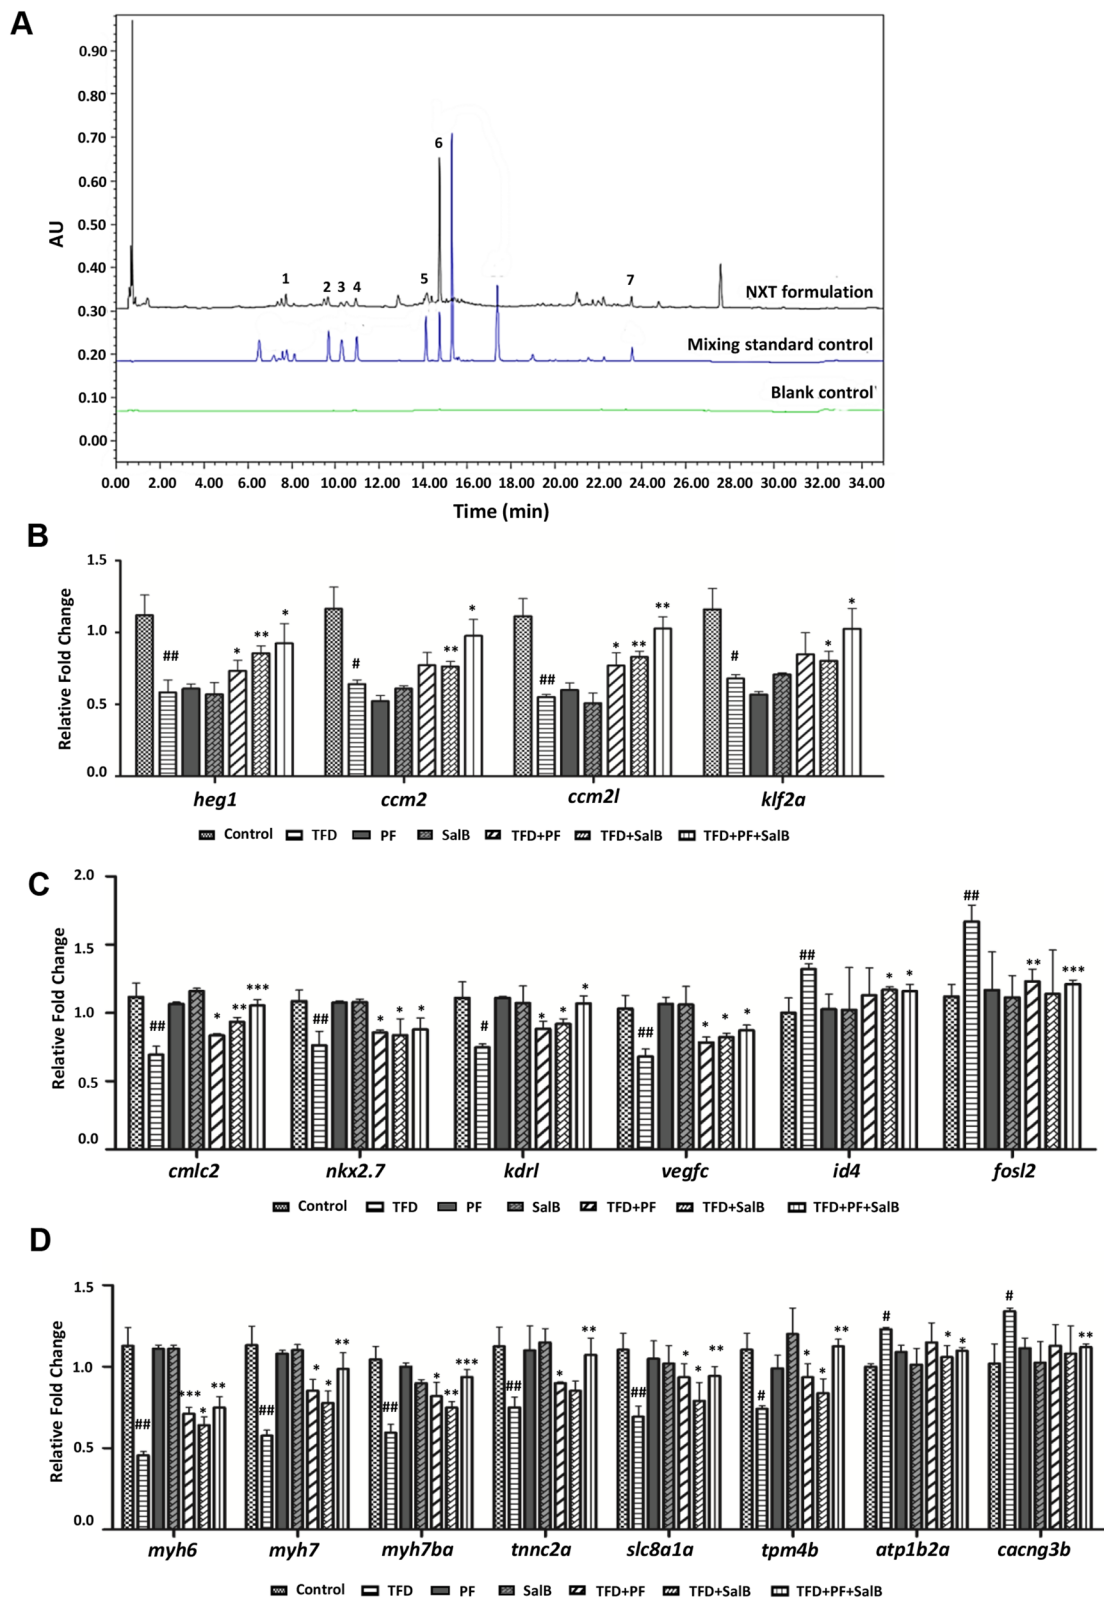 A
0.90
0.80
0.70
0.60
0.50
0.40
0.30
0.20
0.10
0.00
AU
1 2 3 4 5 6 7
NXT formulation
Mixing standard control
Blank control
0.00 2.00 4.00 6.00 8.00 10.00 12.00 14.00 16.00 18.00 20.00 22.00 24.00 26.00 28.00 30.00 32.00 34.00
Time (min)
B
1.5
1.0
0.5
0.0
Relative Fold Change
## * ** *
# ** *
## * ** **
# * *
heg1 ccm2 ccm2l klf2a
Control TFD PF SalB TFD+PF TFD+SalB TFD+PF+SalB
C
2.0
1.5
1.0
0.5
0.0
Relative Fold Change
## * ** ***
## * * *
# * * *
## * * *
## * *
## ** ***
cmlc2 nkx2.7 kdrl vegfc id4 fosl2
Control TFD PF SalB TFD+PF TFD+SalB TFD+PF+SalB
D
1.5
1.0
0.5
0.0
Relative Fold Change
## *** * **
## * * **
## * ** ***
## * **
## * * **
# * * **
# * *
# **
myh6 myh7 myh7ba tnnc2a slc8a1a tpm4b atp1b2a cacng3b
Control TFD PF SalB TFD+PF TFD+SalB TFD+PF+SalB